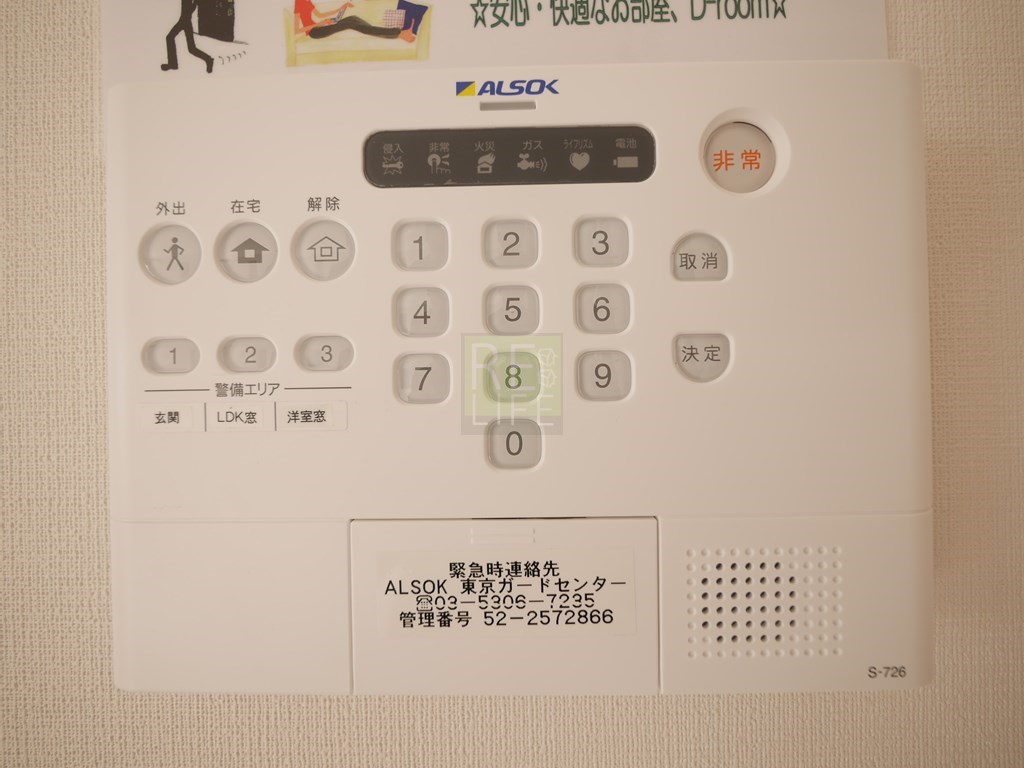 ☆安心・快適なお部屋、D-room☆
ALSOK
侵入 非常 火災 ガス ライフリズム 電池
非常
外出 在宅 解除
1 2 3
4 5 6
7 8 9
0
取消
決定
1 2 3
警備エリア
玄関 LDK窓 洋室窓
RE
LIFE
緊急時連絡先
ALSOK 東京ガードセンター
☎03-5306-7235
管理番号 52-2572866
S-726